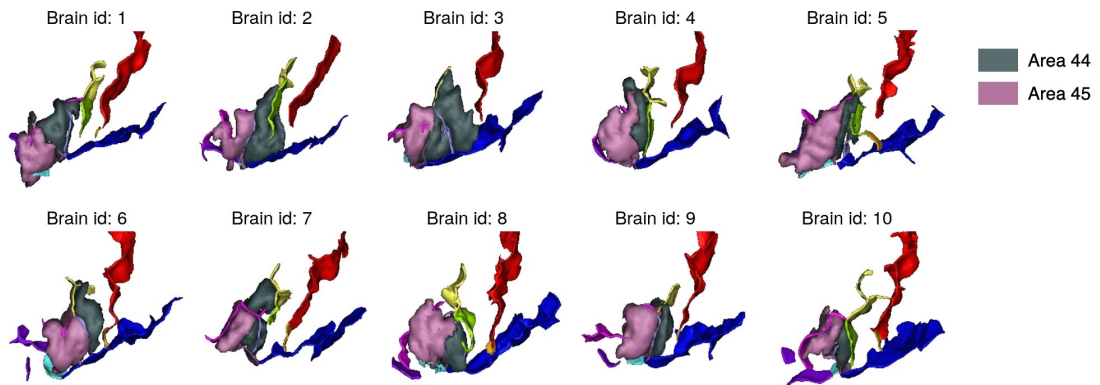 Brain id: 1
Brain id: 2
Brain id: 3
Brain id: 4
Brain id: 5
Area 44
Area 45
Brain id: 6
Brain id: 7
Brain id: 8
Brain id: 9
Brain id: 10